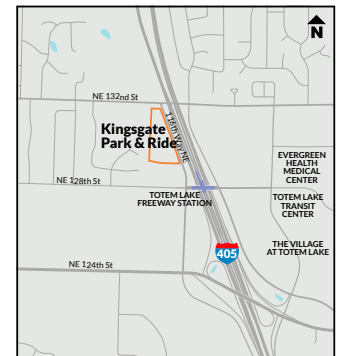 N
NE 132nd St
116th Way NE
Kingsgate
Park & Ride
EVERGREEN
HEALTH
MEDICAL
CENTER
NE 128th St
TOTEM LAKE
FREEWAY STATION
TOTEM LAKE
TRANSIT
CENTER
THE VILLAGE
AT TOTEM LAKE
405
NE 124th St